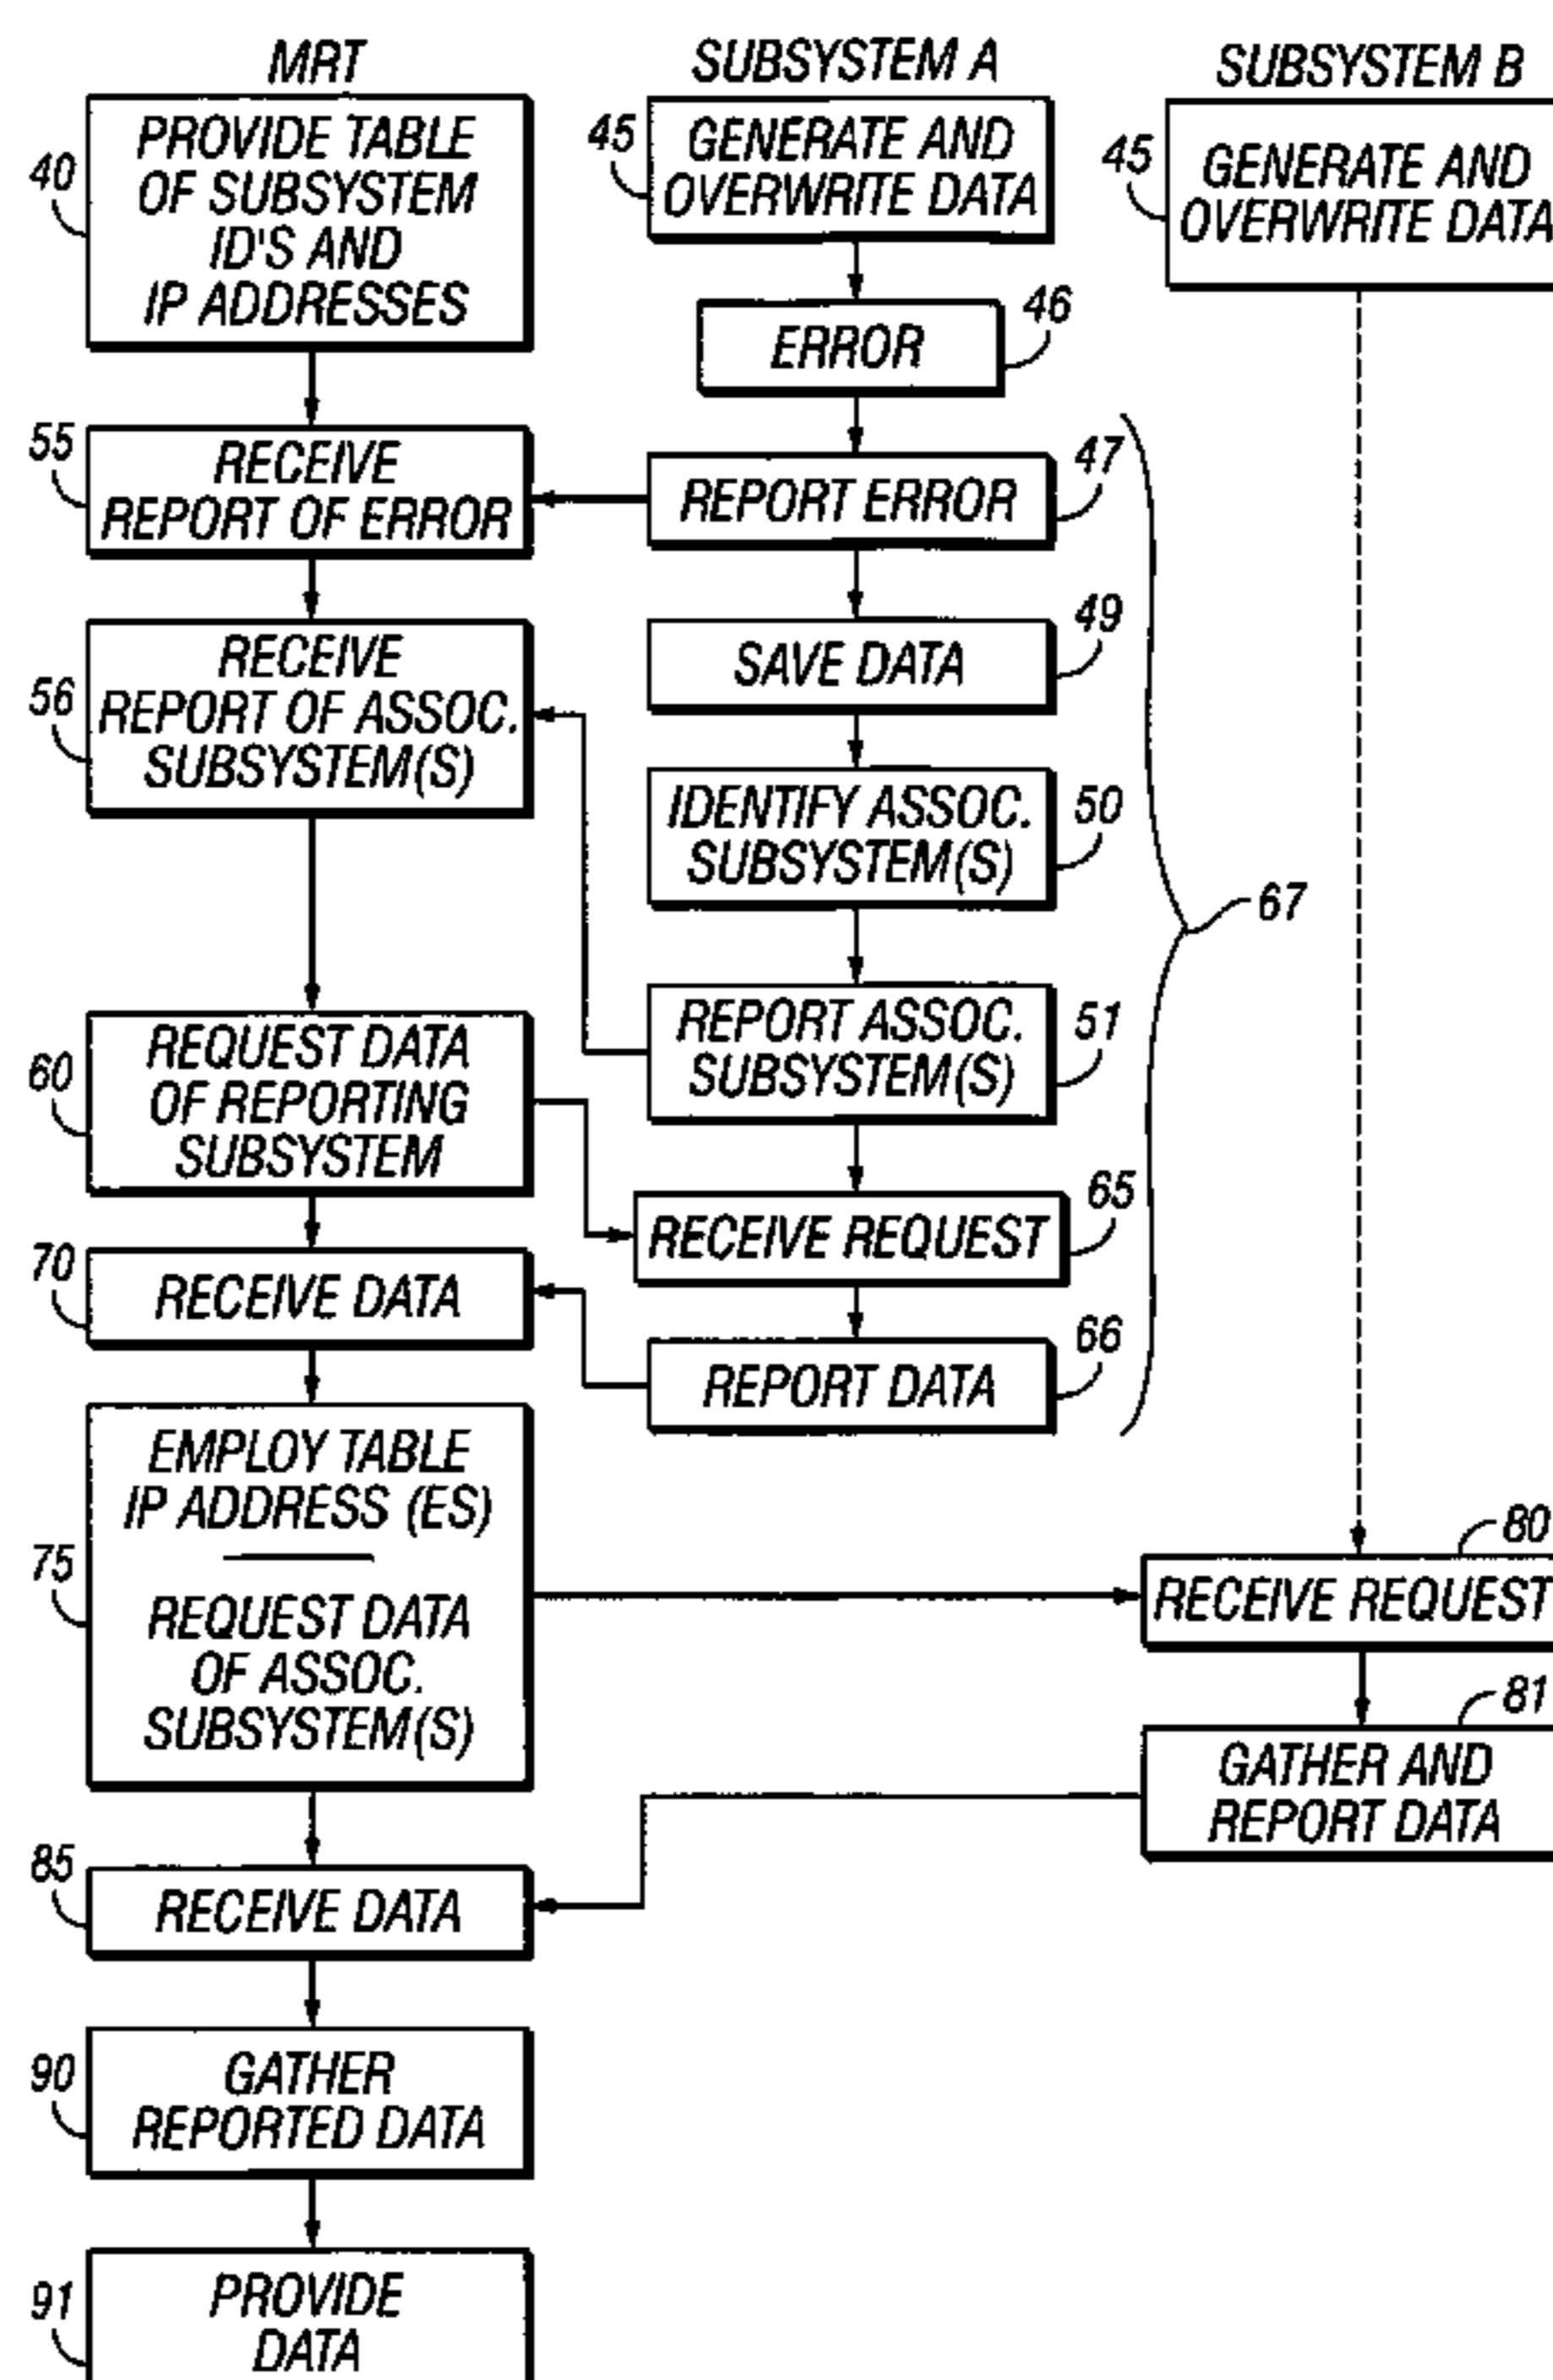 MRT
40
PROVIDE TABLE
OF SUBSYSTEM
ID'S AND
IP ADDRESSES
55
RECEIVE
REPORT OF ERROR
56
RECEIVE
REPORT OF ASSOC.
SUBSYSTEM(S)
60
REQUEST DATA
OF REPORTING
SUBSYSTEM
70
RECEIVE DATA
75
EMPLOY TABLE
IP ADDRESS (ES)
REQUEST DATA
OF ASSOC.
SUBSYSTEM(S)
85
RECEIVE DATA
90
GATHER
REPORTED DATA
91
PROVIDE
DATA
SUBSYSTEM A
45
GENERATE AND
OVERWRITE DATA
46
ERROR
47
REPORT ERROR
49
SAVE DATA
50
IDENTIFY ASSOC.
SUBSYSTEM(S)
51
REPORT ASSOC.
SUBSYSTEM(S)
65
RECEIVE REQUEST
66
REPORT DATA
67
SUBSYSTEM B
45
GENERATE AND
OVERWRITE DATA
80
RECEIVE REQUEST
81
GATHER AND
REPORT DATA